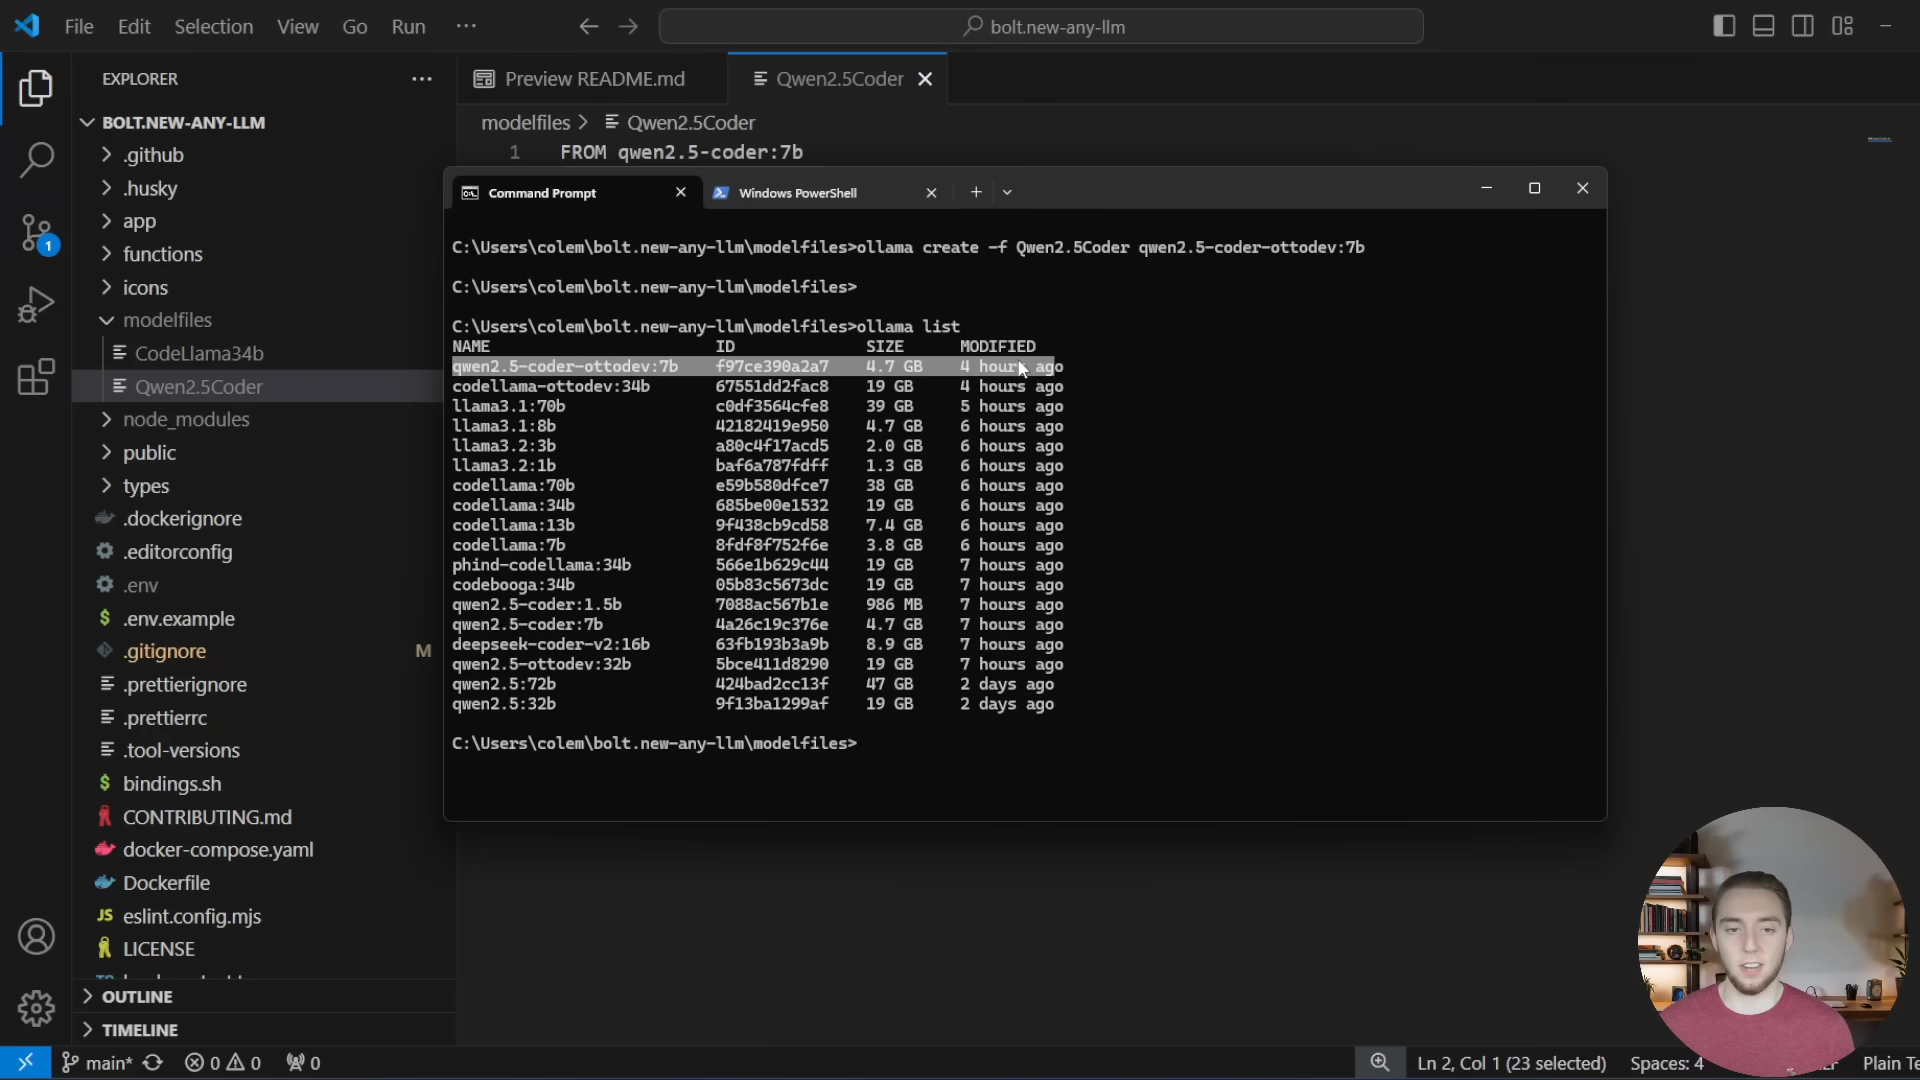 File Edit Selection View Go Run ···
bolt.new-any-llm
EXPLORER ···
BOLT.NEW-ANY-LLM
.github
.husky
app
functions
icons
modelfiles
CodeLlama34b
Qwen2.5Coder
node_modules
public
types
.dockerignore
.editorconfig
.env
$ .env.example
.gitignore M
.prettierignore
.prettierrc
.tool-versions
$ bindings.sh
CONTRIBUTING.md
docker-compose.yaml
Dockerfile
JS eslint.config.mjs
LICENSE
OUTLINE
TIMELINE
1
Preview README.md
Qwen2.5Coder
modelfiles > Qwen2.5Coder
1 FROM qwen2.5-coder:7b
Command Prompt
Windows PowerShell
C:\Users\colem\bolt.new-any-llm\modelfiles>ollama create -f Qwen2.5Coder qwen2.5-coder-ottodev:7b
C:\Users\colem\bolt.new-any-llm\modelfiles>
C:\Users\colem\bolt.new-any-llm\modelfiles>ollama list
NAME ID SIZE MODIFIED
qwen2.5-coder-ottodev:7b f97ce390a2a7 4.7 GB 4 hours ago
codellama-ottodev:34b 67551dd2fac8 19 GB 4 hours ago
llama3.1:70b c0df3564cfe8 39 GB 5 hours ago
llama3.1:8b 42182419e950 4.7 GB 6 hours ago
llama3.2:3b a80c4f17acd5 2.0 GB 6 hours ago
llama3.2:1b baf6a787fdff 1.3 GB 6 hours ago
codellama:70b e59b580dfce7 38 GB 6 hours ago
codellama:34b 685be00e1532 19 GB 6 hours ago
codellama:13b 9f438cb9cd58 7.4 GB 6 hours ago
codellama:7b 8fdf8f752f6e 3.8 GB 6 hours ago
phind-codellama:34b 566e1b629c44 19 GB 7 hours ago
codebooga:34b 05b83c5673dc 19 GB 7 hours ago
qwen2.5-coder:1.5b 7088ac567b1e 986 MB 7 hours ago
qwen2.5-coder:7b 4a26c19c376e 4.7 GB 7 hours ago
deepseek-coder-v2:16b 63fb193b3a9b 8.9 GB 7 hours ago
qwen2.5-ottodev:32b 5bce411d8290 19 GB 7 hours ago
qwen2.5:72b 424bad2cc13f 47 GB 2 days ago
qwen2.5:32b 9f13ba1299af 19 GB 2 days ago
C:\Users\colem\bolt.new-any-llm\modelfiles>
main* 0 0 0
Ln 2, Col 1 (23 selected) Spaces: 4 Plain Te